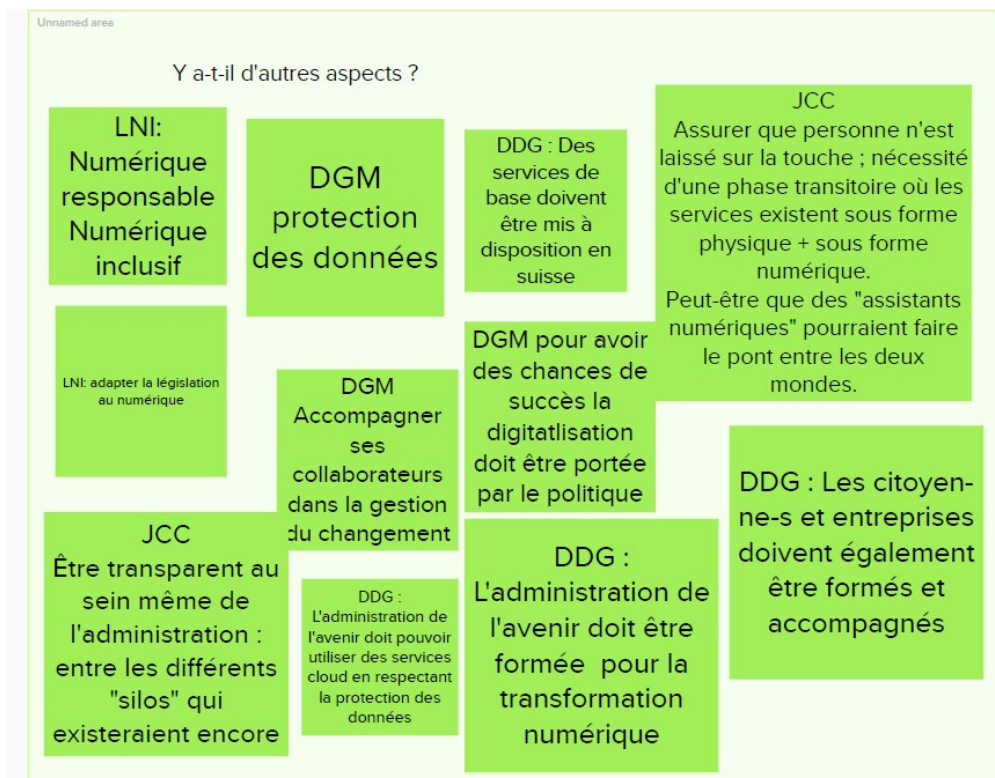 Unnamed area
Y a-t-il d'autres aspects ?
LNI:
Numérique
responsable
Numérique
inclusif
DGM
protection
des données
DDG : Des
services de
base doivent
être mis à
disposition en
suisse
JCC
Assurer que personne n'est
laissé sur la touche ; nécessité
d'une phase transitoire où les
services existent sous forme
physique + sous forme
numérique.
Peut-être que des "assistants
numériques" pourraient faire
le pont entre les deux
mondes.
LNI: adapter la législation
au numérique
DGM
Accompagner
ses
collaborateurs
dans la gestion
du changement
DGM pour avoir
des chances de
succès la
digitatlisation
doit être portée
par le politique
DDG : Les citoyen-
ne-s et entreprises
doivent également
être formés et
accompagnés
JCC
Être transparent au
sein même de
l'administration :
entre les différents
"silos" qui
existeraient encore
DDG :
L'administration de
l'avenir doit pouvoir
utiliser des services
cloud en respectant
la protection des
données
DDG :
L'administration de
l'avenir doit être
formée  pour la
transformation
numérique